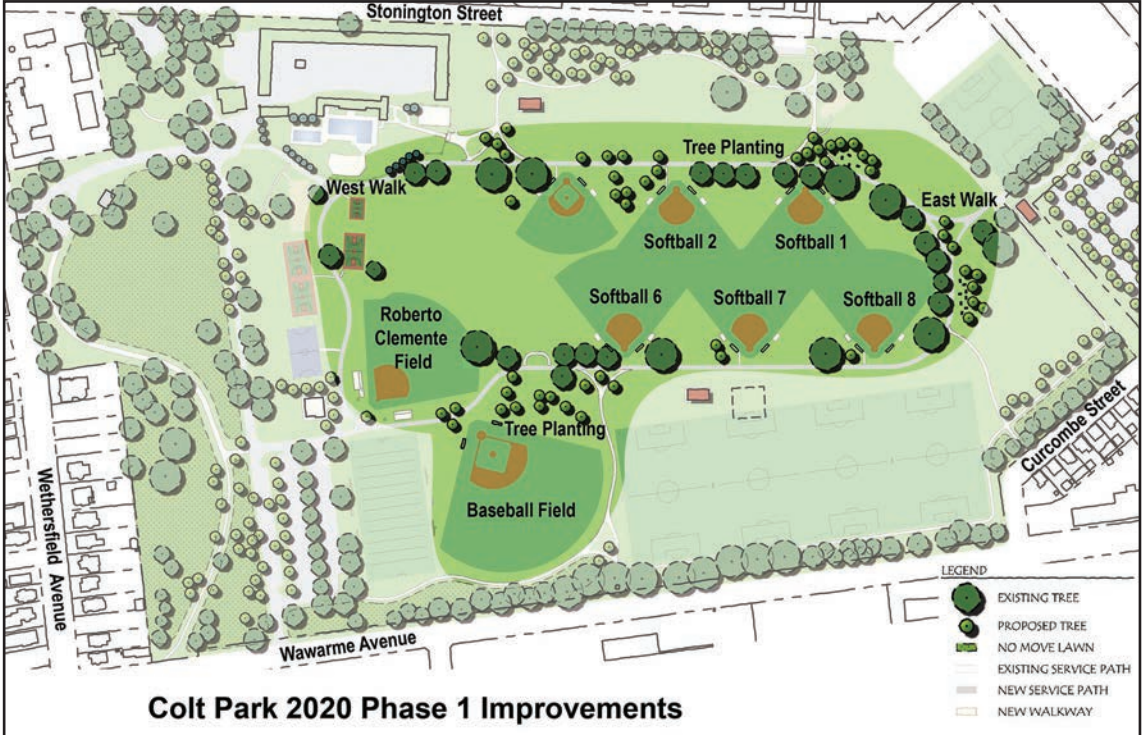 Stonington Street
Tree Planting
West Walk
East Walk
Softball 2
Softball 1
Softball 6
Softball 7
Softball 8
Roberto
Clemente
Field
Tree Planting
Baseball Field
Curcombe Street
Wethersfield Avenue
Wawarme Avenue
LEGEND
EXISTING TREE
PROPOSED TREE
NO MOVE LAWN
EXISTING SERVICE PATH
NEW SERVICE PATH
NEW WALKWAY
Colt Park 2020 Phase 1 Improvements